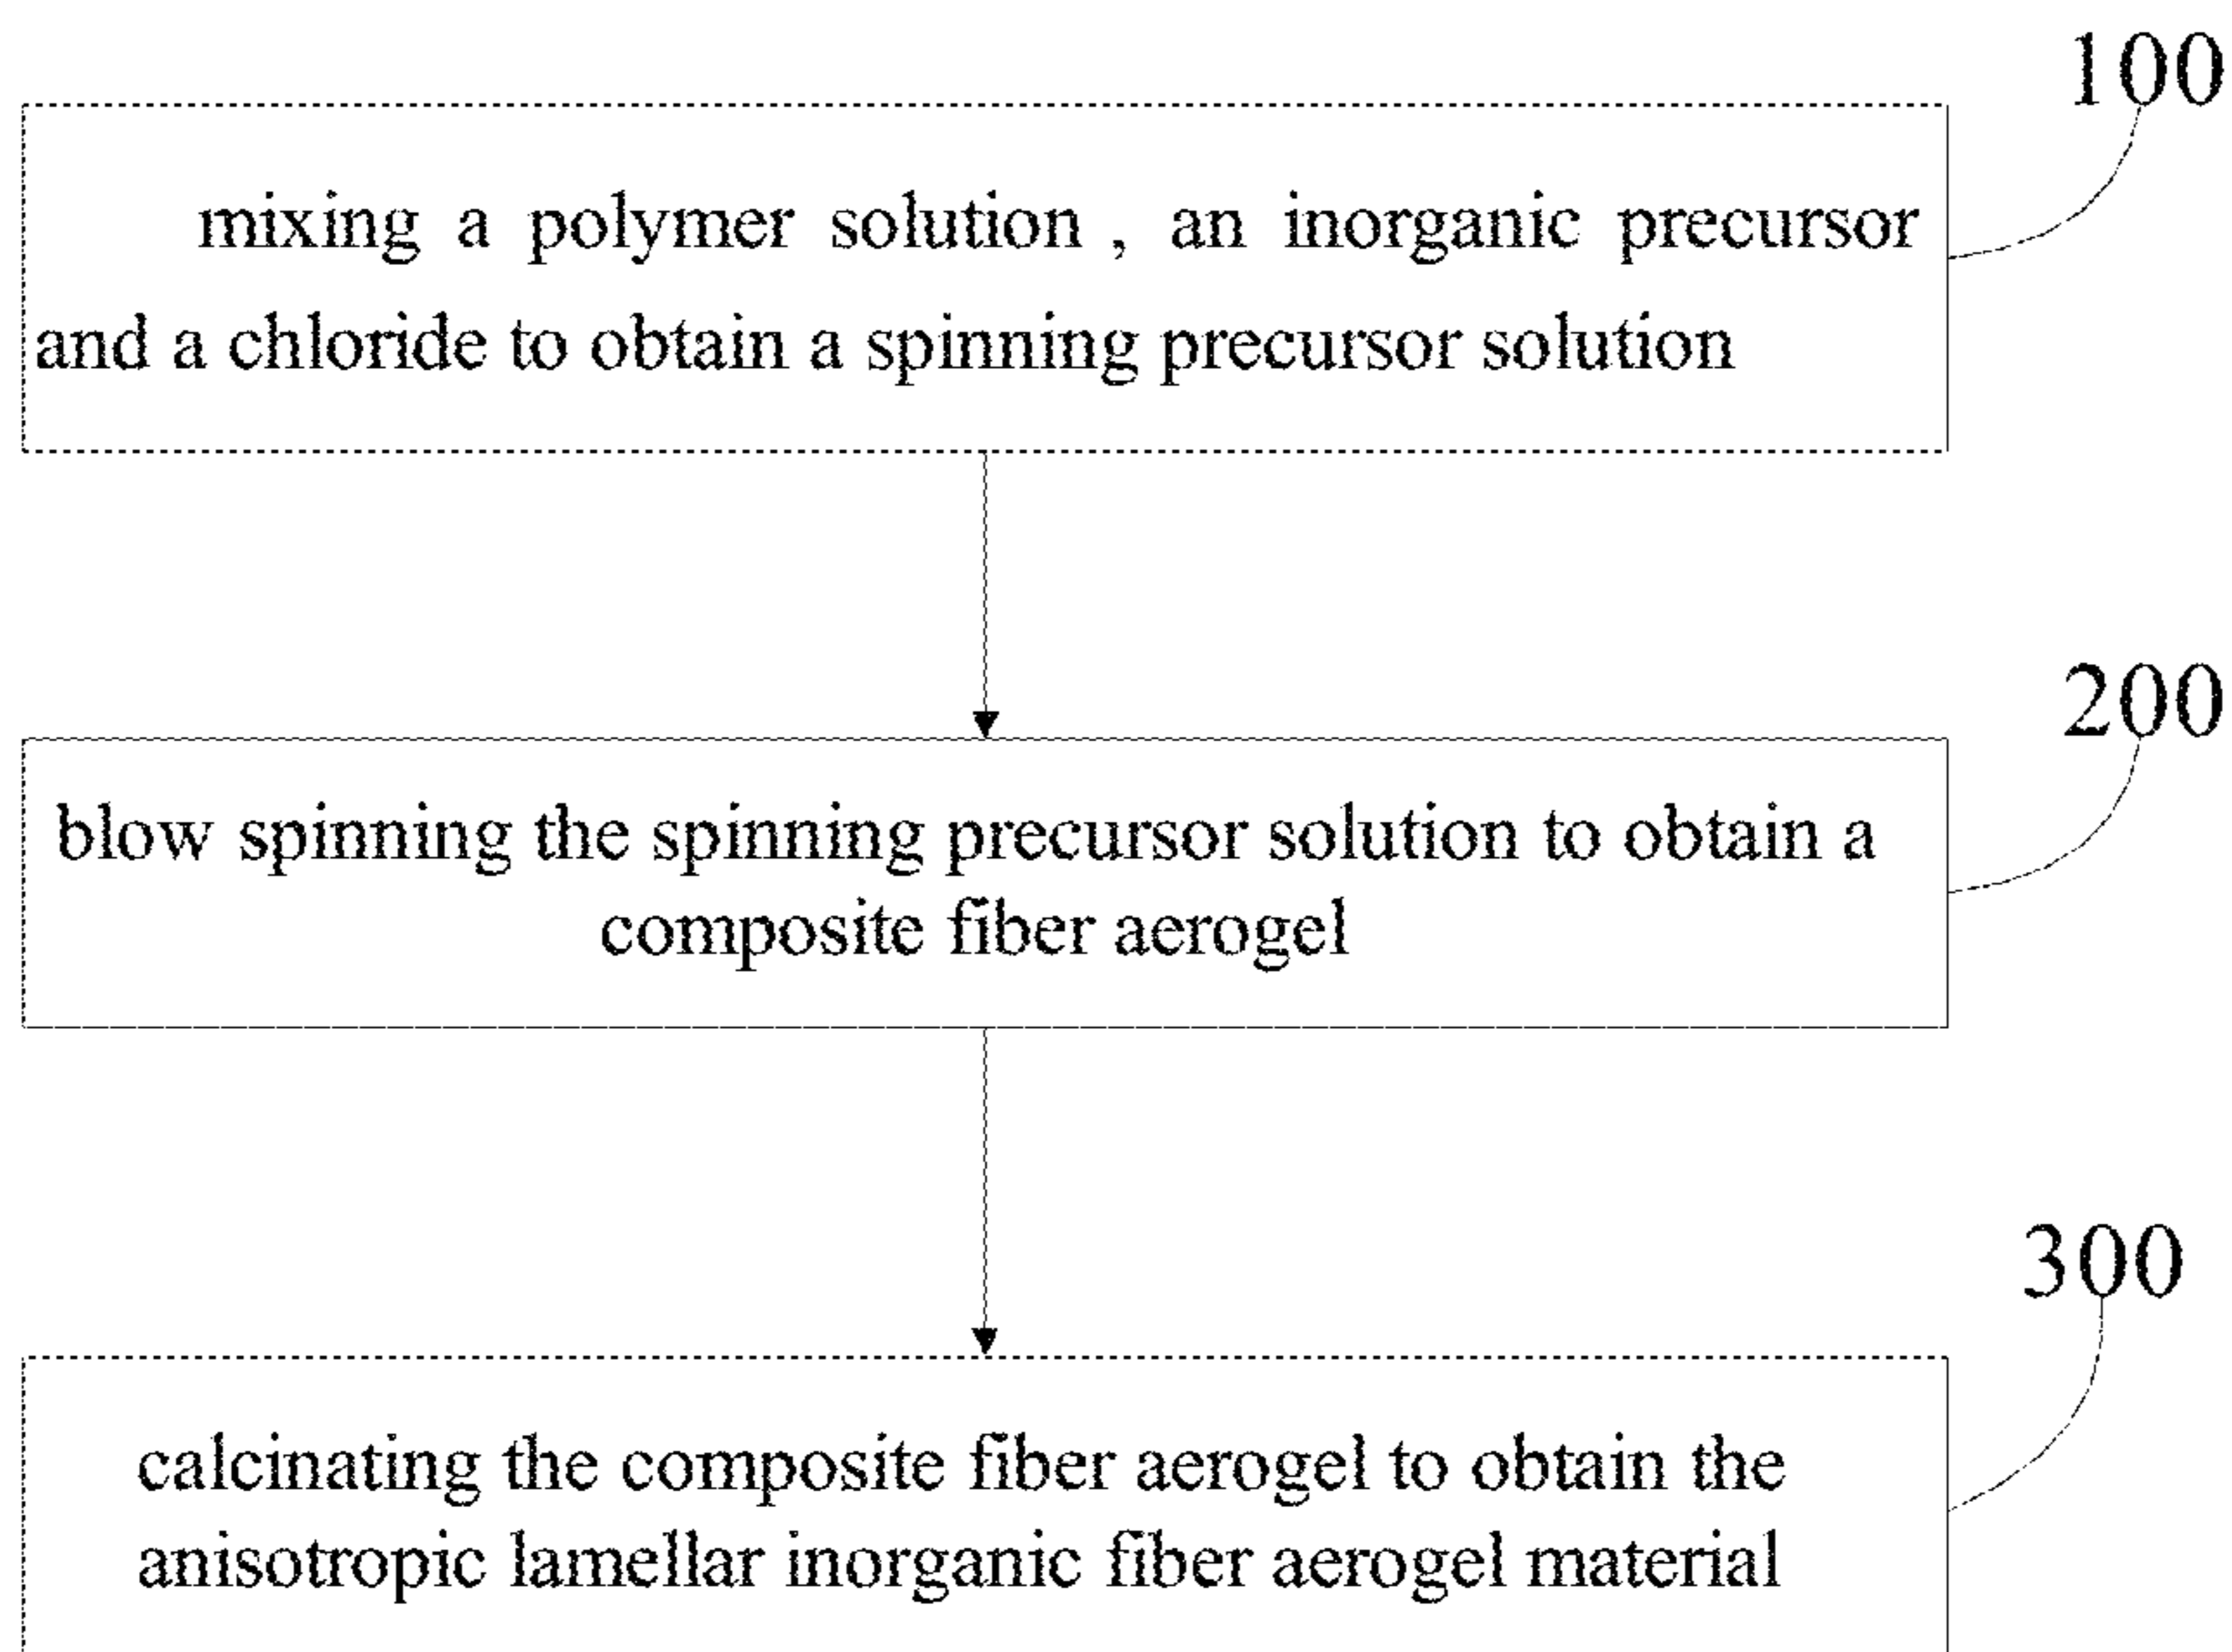 100
mixing a polymer solution , an inorganic precursor
and a chloride to obtain a spinning precursor solution
200
blow spinning the spinning precursor solution to obtain a
composite fiber aerogel
300
calcinating the composite fiber aerogel to obtain the
anisotropic lamellar inorganic fiber aerogel material